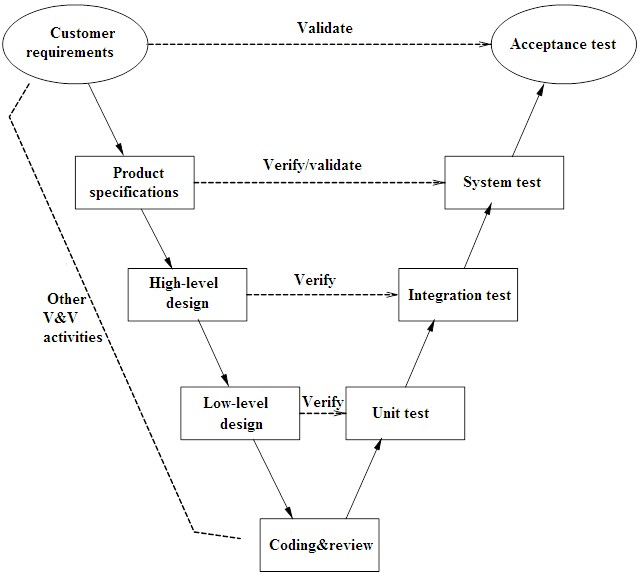 Customer
requirements
Validate
Acceptance test
Product
specifications
Verify/validate
System test
High-level
design
Verify
Integration test
Other
V&V
activities
Low-level
design
Verify
Unit test
Coding&review